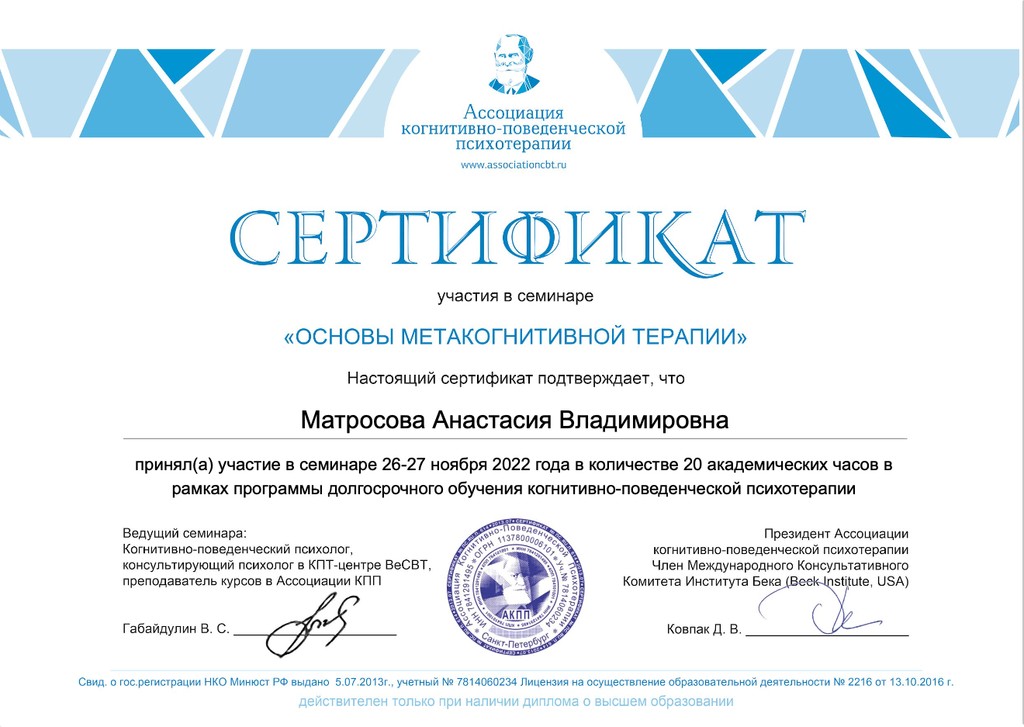 Ассоциация
когнитивно-поведенческой
психотерапии
www.associationcbt.ru
СЕРТИФИКАТ
участия в семинаре
«ОСНОВЫ МЕТАКОГНИТИВНОЙ ТЕРАПИИ»
Настоящий сертификат подтверждает, что
Матросова Анастасия Владимировна
принял(а) участие в семинаре 26-27 ноября 2022 года в количестве 20 академических часов в
рамках программы долгосрочного обучения когнитивно-поведенческой психотерапии
Ведущий семинара:
Когнитивно-поведенческий психолог,
консультирующий психолог в КПТ-центре BeCBT,
преподаватель курсов в Ассоциации КПП
Габайдулин В. С.
Ассоциация Когнитивно-Поведенческой Психотерапии
Санкт-Петербург
ИНН 7841291495 ОГРН 1137800006101 Уч.№ 7814060234
АКПП
Президент Ассоциации
когнитивно-поведенческой психотерапии
Член Международного Консультативного
Комитета Института Бека (Beck Institute, USA)
Ковпак Д. В.
Свид. о гос.регистрации НКО Минюст РФ выдано 5.07.2013г., учетный № 7814060234 Лицензия на осуществление образовательной деятельности № 2216 от 13.10.2016 г.
действителен только при наличии диплома о высшем образовании